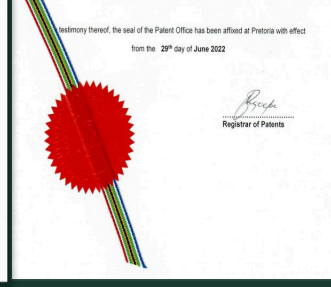 testimony thereof, the seal of the Patent Office has been affixed at Pretoria with effect
from the 29th day of June 2022
Registrar of Patents